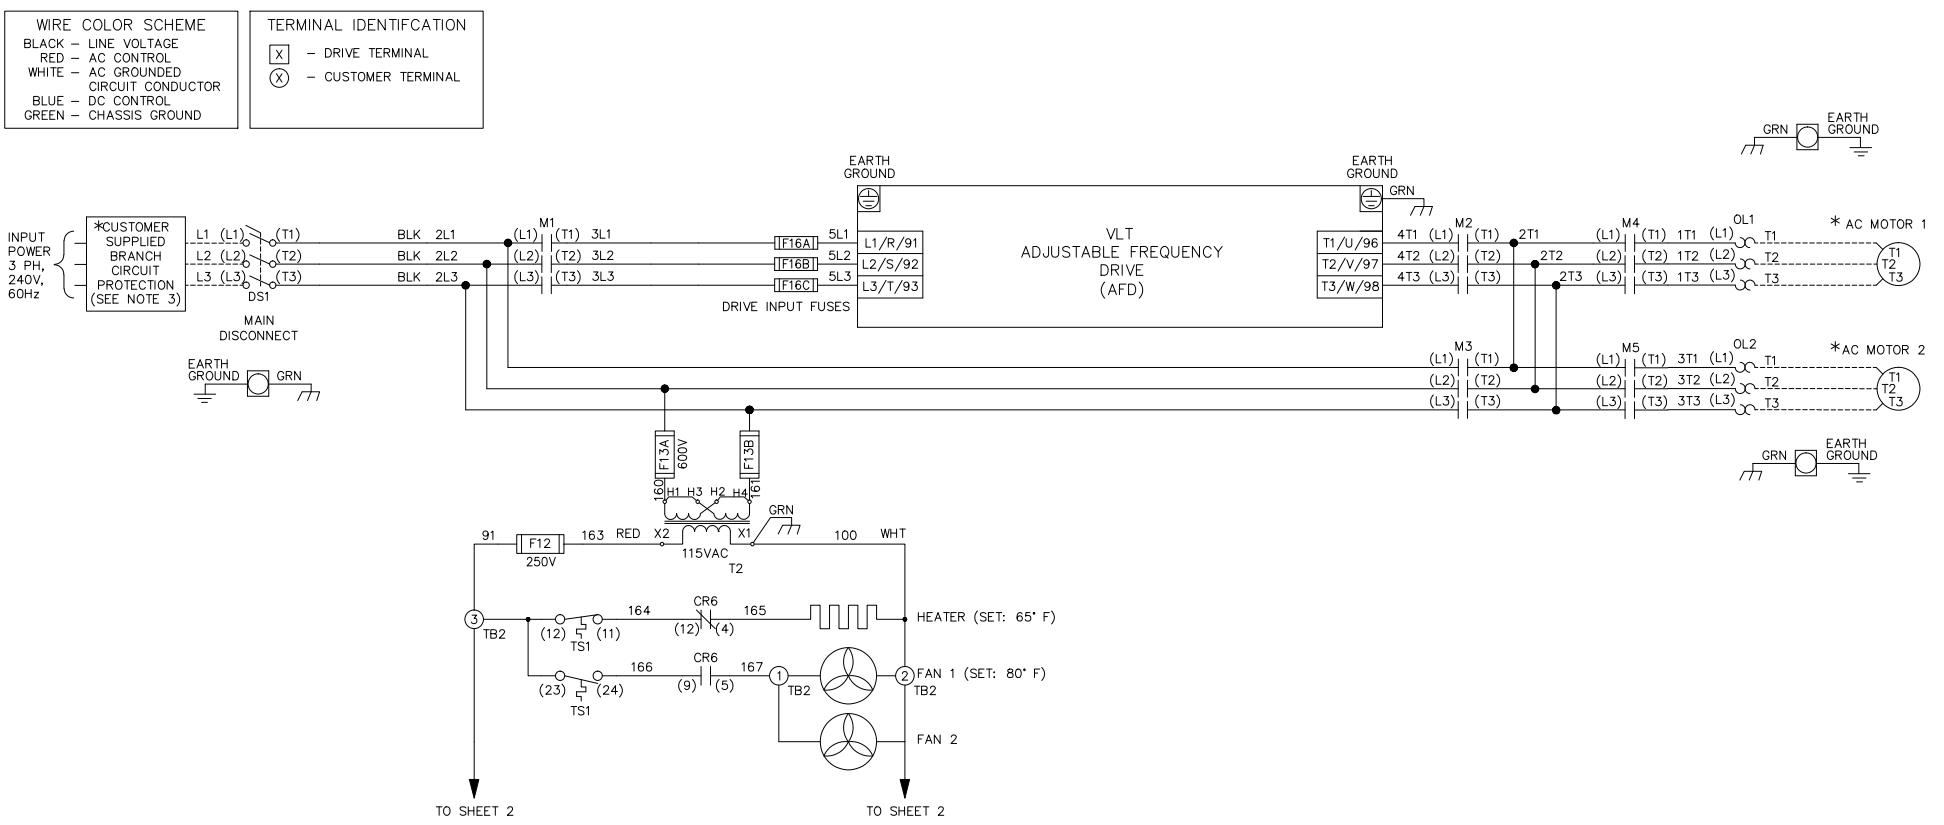 WIRE COLOR SCHEME
BLACK – LINE VOLTAGE
RED – AC CONTROL
WHITE – AC GROUNDED
CIRCUIT CONDUCTOR
BLUE – DC CONTROL
GREEN – CHASSIS GROUND
TERMINAL IDENTIFCATION
X – DRIVE TERMINAL
X – CUSTOMER TERMINAL
GRN
EARTH
GROUND
INPUT
POWER
3 PH,
240V,
60Hz
*CUSTOMER
SUPPLIED
BRANCH
CIRCUIT
PROTECTION
(SEE NOTE 3)
L1 (L1) (T1)
L2 (L2) (T2)
L3 (L3) (T3)
DS1
MAIN
DISCONNECT
EARTH
GROUND
GRN
BLK 2L1
BLK 2L2
BLK 2L3
M1
(L1) (T1) 3L1
(L2) (T2) 3L2
(L3) (T3) 3L3
F16A 5L1
F16B 5L2
F16C 5L3
DRIVE INPUT FUSES
EARTH
GROUND
L1/R/91
L2/S/92
L3/T/93
VLT
ADJUSTABLE FREQUENCY
DRIVE
(AFD)
EARTH
GROUND
GRN
T1/U/96
T2/V/97
T3/W/98
4T1 (L1) M2 (T1) 2T1
4T2 (L2) (T2) 2T2
4T3 (L3) (T3) 2T3
M4
(L1) (T1) 1T1 (L1) OL1 T1
(L2) (T2) 1T2 (L2) T2
(L3) (T3) 1T3 (L3) T3
* AC MOTOR 1
T1
T2
T3
M3
(L1) (T1)
(L2) (T2)
(L3) (T3)
M5
(L1) (T1) 3T1 (L1) OL2 T1
(L2) (T2) 3T2 (L2) T2
(L3) (T3) 3T3 (L3) T3
*AC MOTOR 2
T1
T2
T3
GRN
EARTH
GROUND
F13A
600V
F13B
160
161
H1 H3 H2 H4
GRN
91 F12 163 RED X2 X1 100 WHT
250V
115VAC
T2
3
TB2
(12) (11)
TS1
164
CR6
(12) (4)
165
HEATER (SET: 65° F)
(23) (24)
TS1
166
CR6
(9) (5)
167
1
TB2
2
TB2
FAN 1 (SET: 80° F)
FAN 2
TO SHEET 2
TO SHEET 2